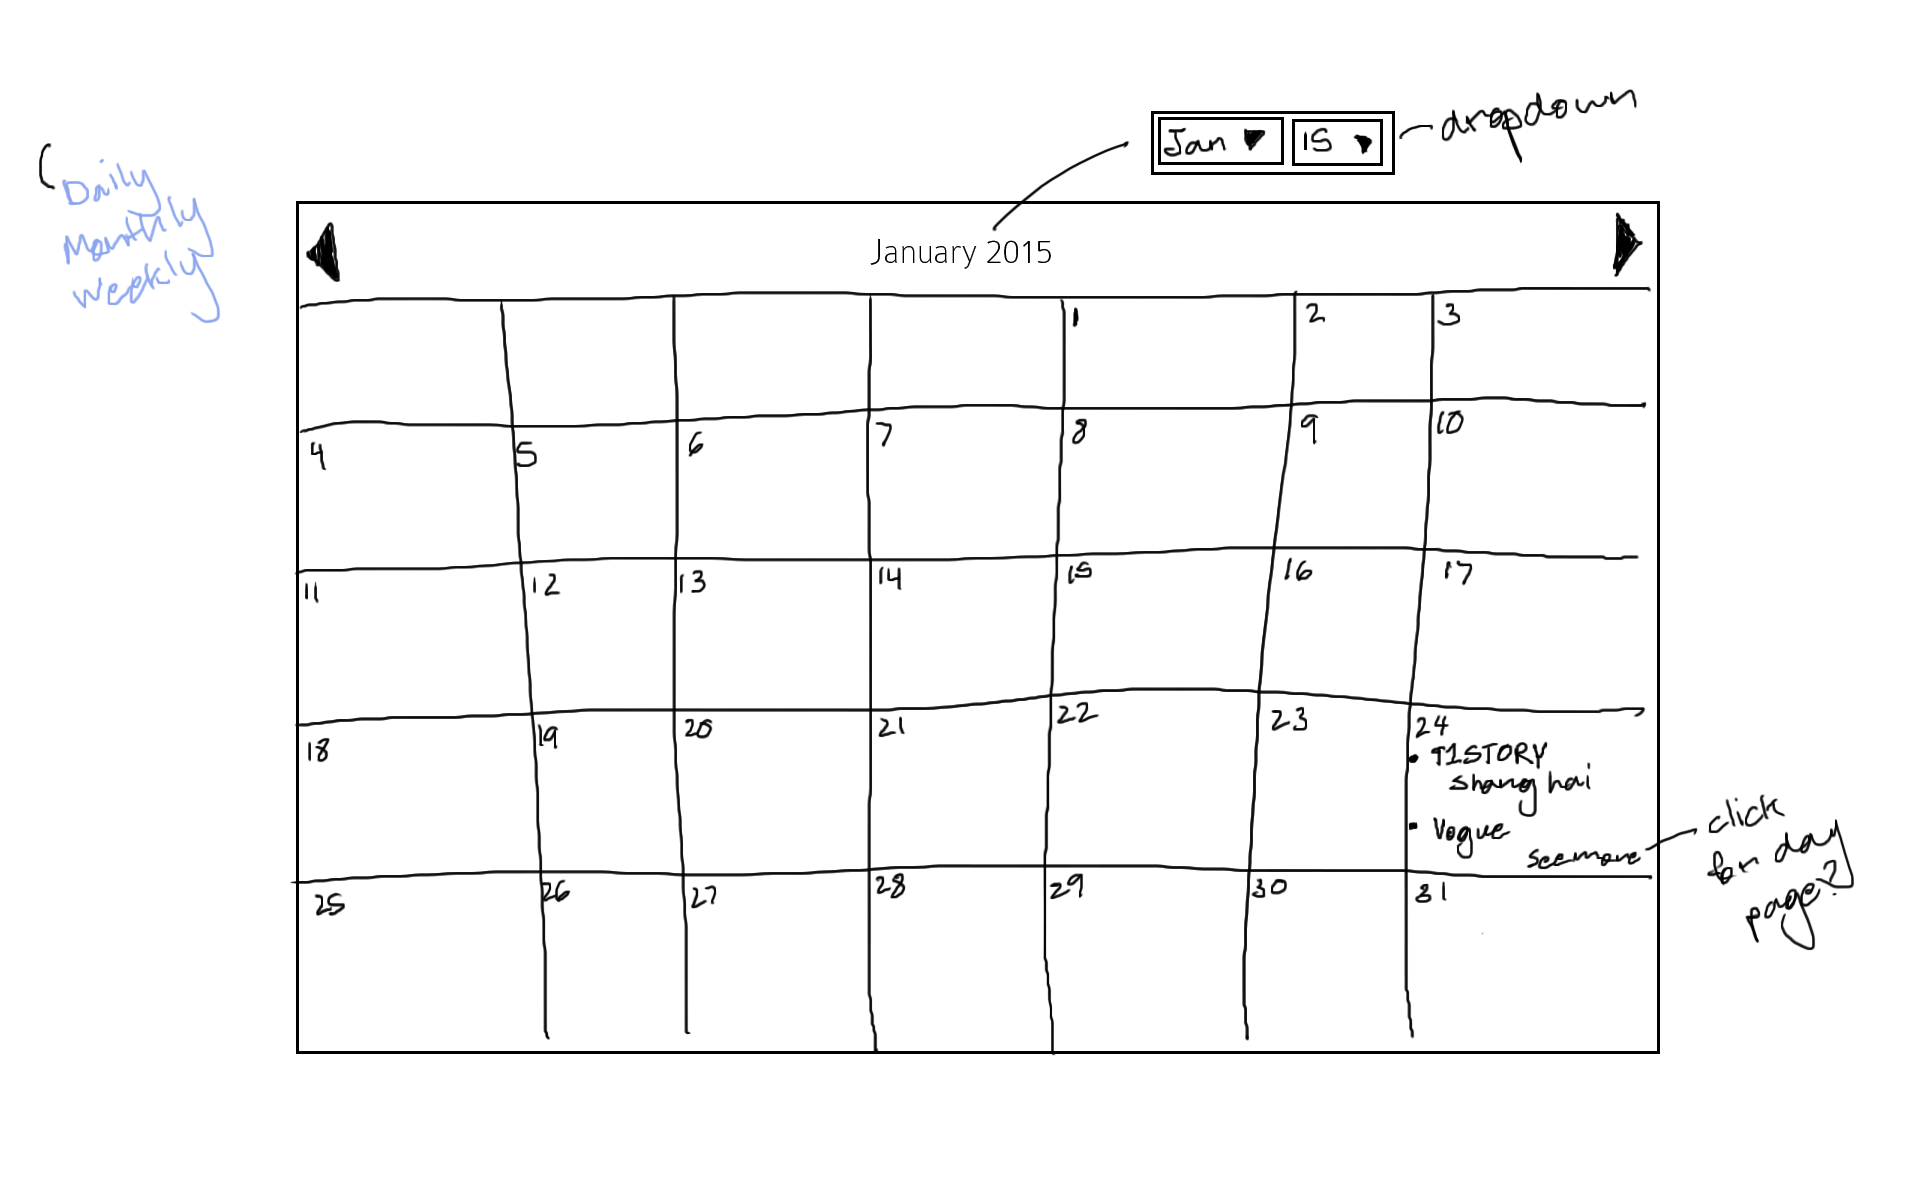 dropdown
Jan 15
Daily
Monthly
Weekly
January 2015
1 2 3
4 5 6 7 8 9 10
11 12 13 14 15 16 17
18 19 20 21 22 23 24
• T1STORY
shanghai
• Vogue
see more
click
for day
page?
25 26 27 28 29 30 31